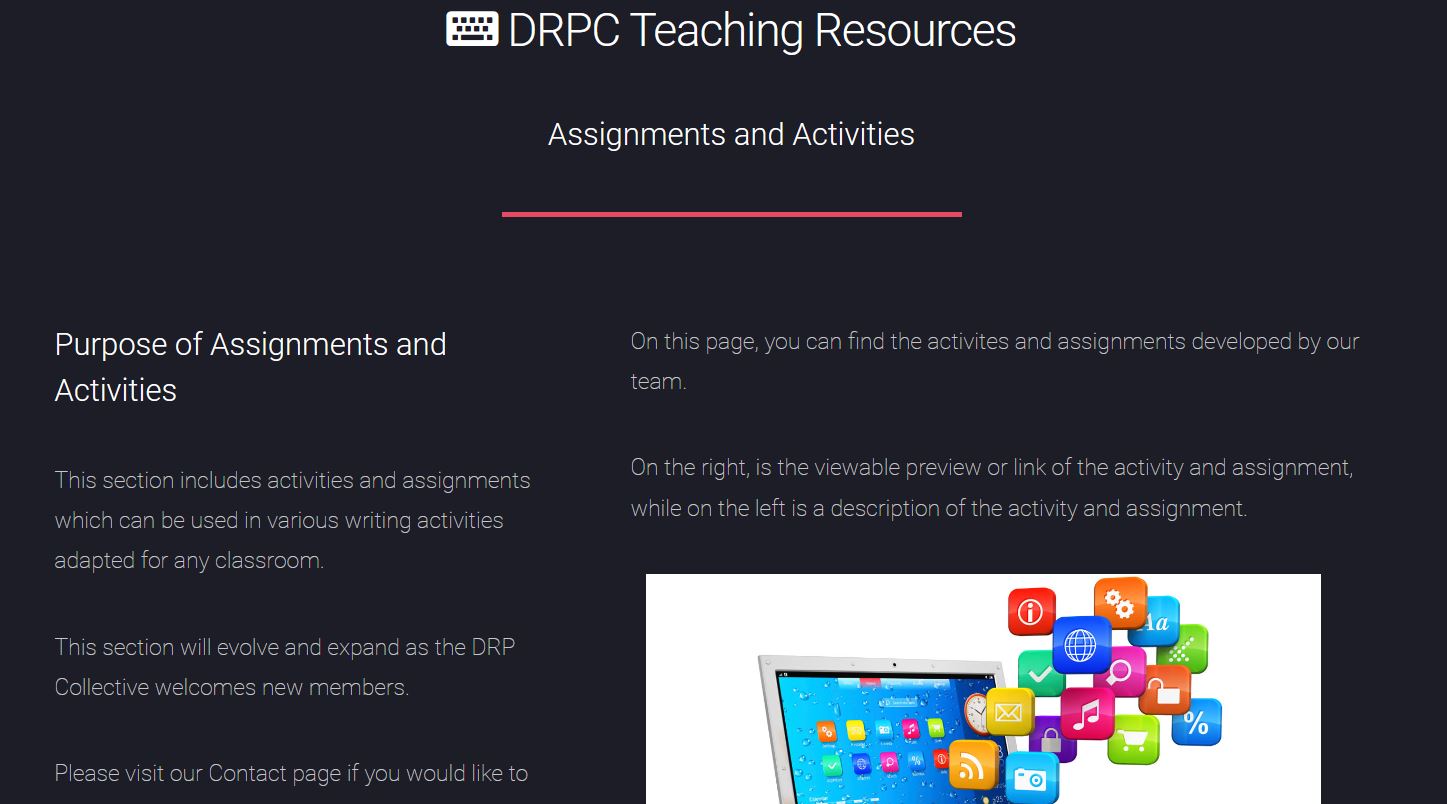 DRPC Teaching Resources
Assignments and Activities
Purpose of Assignments and
Activities
This section includes activities and assignments
which can be used in various writing activities
adapted for any classroom.
This section will evolve and expand as the DRP
Collective welcomes new members.
Please visit our Contact page if you would like to
On this page, you can find the activites and assignments developed by our
team.
On the right, is the viewable preview or link of the activity and assignment,
while on the left is a description of the activity and assignment.
Aa
%